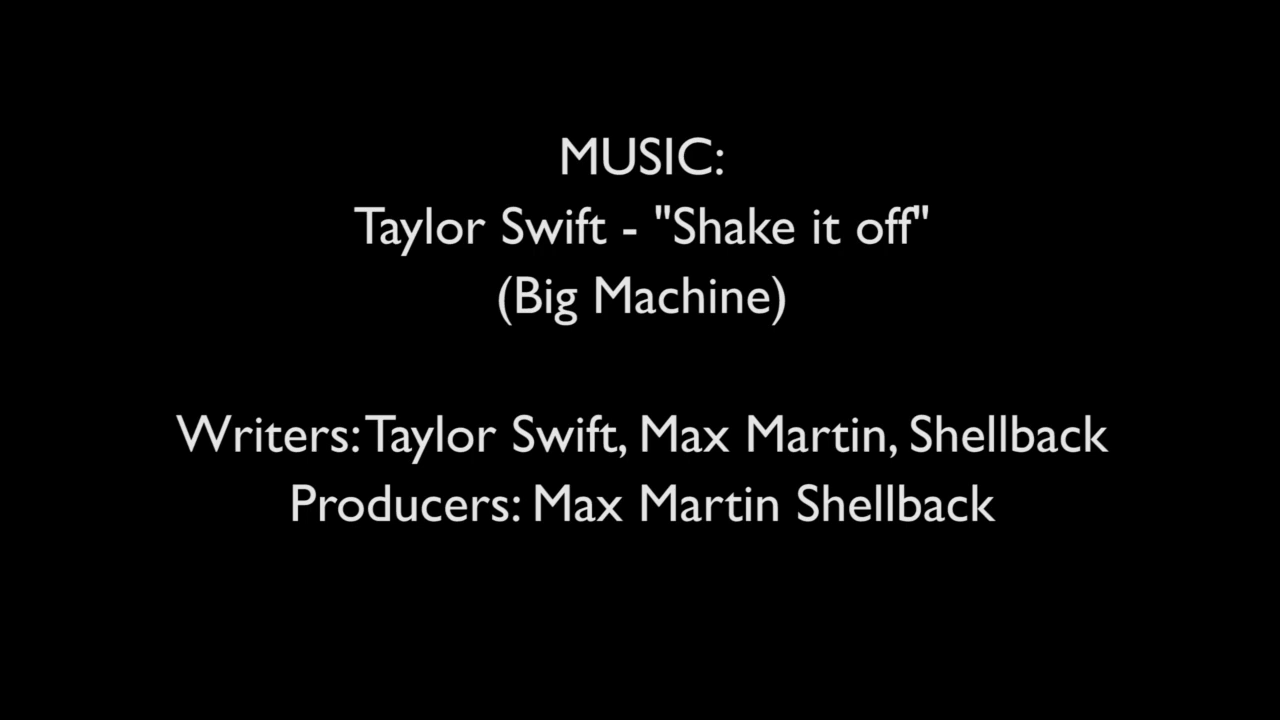 MUSIC:
Taylor Swift - "Shake it off"
(Big Machine)
Writers: Taylor Swift, Max Martin, Shellback
Producers: Max Martin Shellback